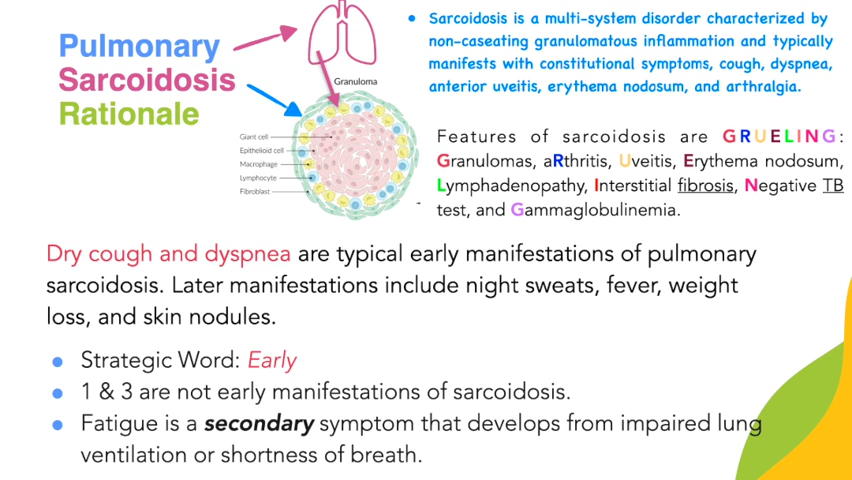 Pulmonary
Sarcoidosis
Rationale
Granuloma
Giant cell
Epithelioid cell
Macrophage
Lymphocyte
Fibroblast
• Sarcoidosis is a multi-system disorder characterized by
non-caseating granulomatous inflammation and typically
manifests with constitutional symptoms, cough, dyspnea,
anterior uveitis, erythema nodosum, and arthralgia.
Features of sarcoidosis are GRUELING:
Granulomas, aRthritis, Uveitis, Erythema nodosum,
Lymphadenopathy, Interstitial fibrosis, Negative TB
test, and Gammaglobulinemia.
Dry cough and dyspnea are typical early manifestations of pulmonary
sarcoidosis. Later manifestations include night sweats, fever, weight
loss, and skin nodules.
• Strategic Word: Early
• 1 & 3 are not early manifestations of sarcoidosis.
• Fatigue is a secondary symptom that develops from impaired lung
ventilation or shortness of breath.